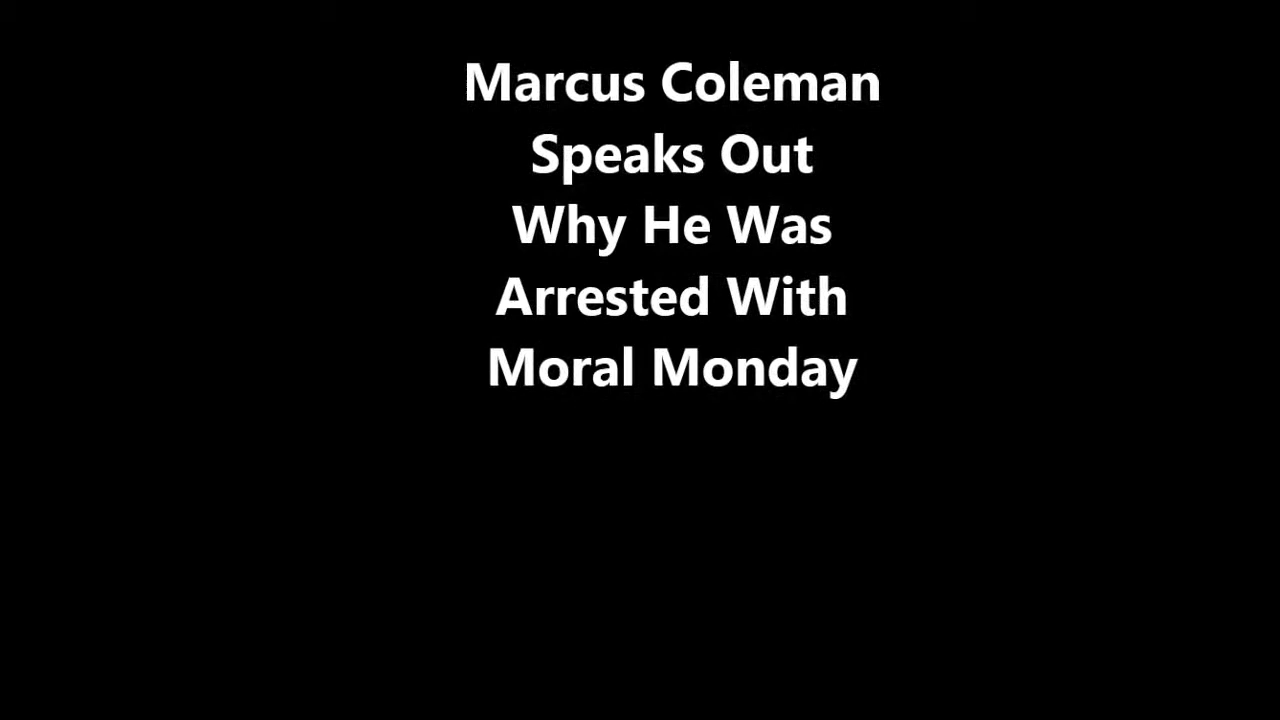 Marcus Coleman
Speaks Out
Why He Was
Arrested With
Moral Monday